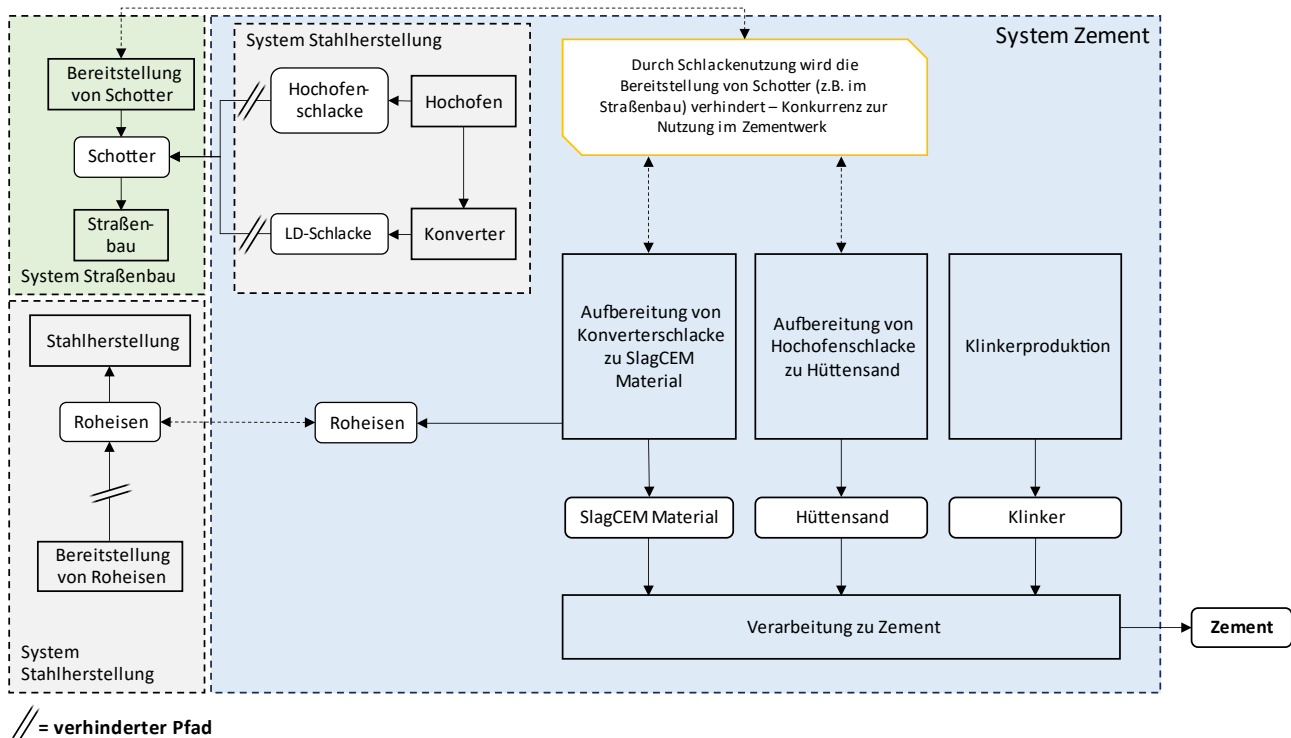 System Zement
System Stahlherstellung
Bereitstellung
von Schotter
Schotter
Straßen-
bau
System Straßenbau
Hochofen-
schlacke
Hochofen
LD-Schlacke
Konverter
Durch Schlackenutzung wird die
Bereitstellung von Schotter (z.B. im
Straßenbau) verhindert – Konkurrenz zur
Nutzung im Zementwerk
Stahlherstellung
Roheisen
Bereitstellung
von Roheisen
System
Stahlherstellung
Roheisen
Aufbereitung von
Konverterschlacke
zu SlagCEM
Material
Aufbereitung von
Hochofenschlacke
zu Hüttensand
Klinkerproduktion
SlagCEM Material
Hüttensand
Klinker
Verarbeitung zu Zement
Zement
// = verhinderter Pfad